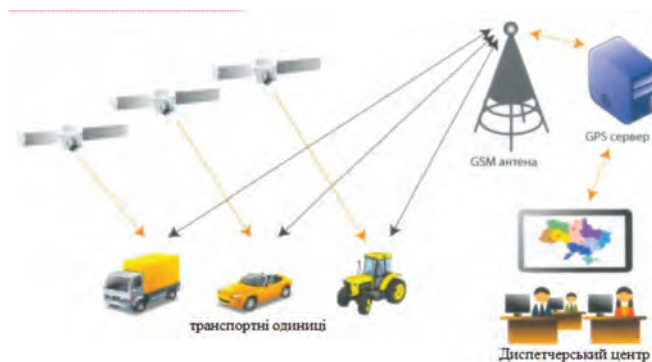 GSM антена
GPS сервер
транспортні одиниці
Диспетчерський центр